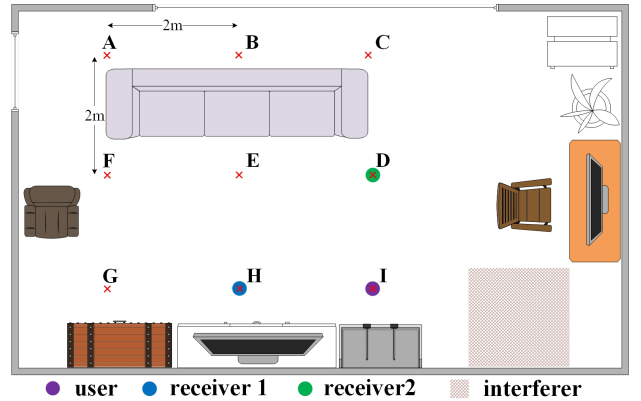 2m
A B C
2m
F E D
G H I
user receiver 1 receiver2 interferer